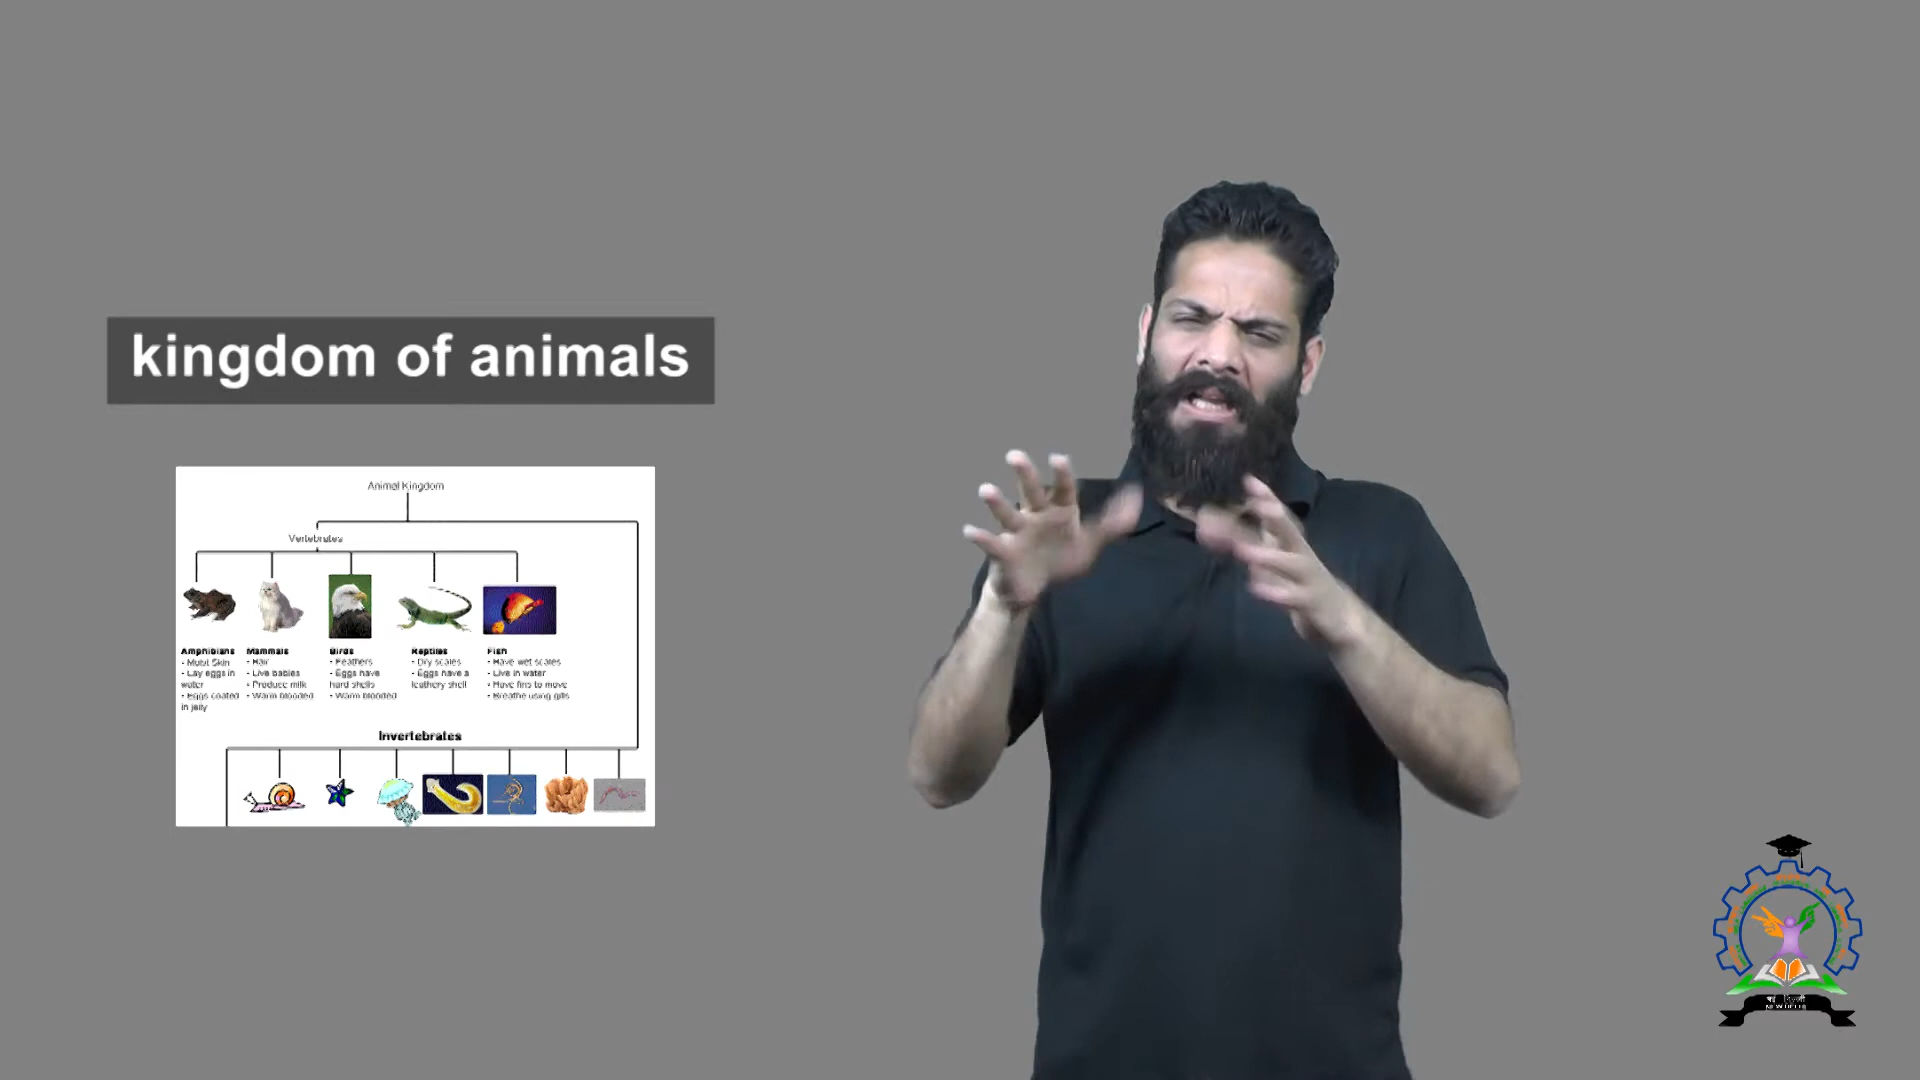 kingdom of animals
Animal Kingdom
Vertebrates
Amphibians
- Moist Skin
- Lay eggs in
water
- Eggs coated
in jelly
Mammals
- Hair
- Live babies
- Produce milk
- Warm blooded
Birds
- Feathers
- Eggs have
hard shells
- Warm blooded
Reptiles
- Dry scales
- Eggs have a
leathery shell
Fish
- Have wet scales
- Live in water
- Have fins to move
- Breathe using gills
Invertebrates
NEW DELHI